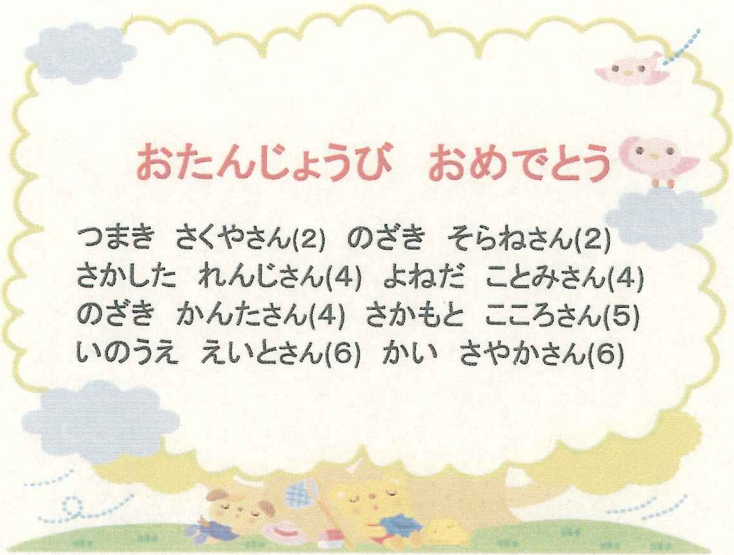 おたんじょうび　おめでとう
つまき　さくやさん(2)　のざき　そらねさん(2)
さかした　れんじさん(4)　よねだ　ことみさん(4)
のざき　かんたさん(4)　さかもと　こころさん(5)
いのうえ　えいとさん(6)　かい　さやかさん(6)